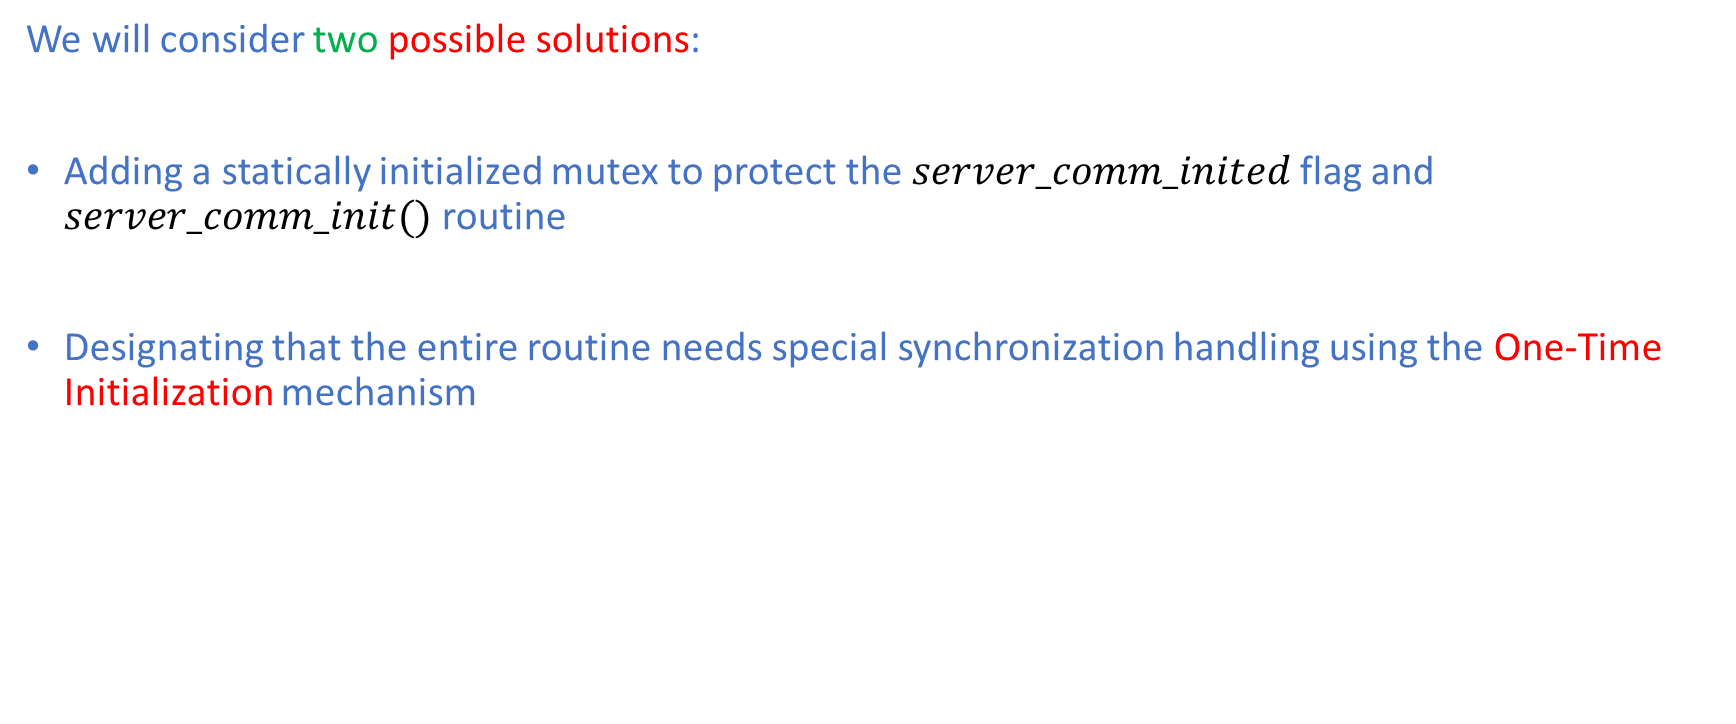 We will consider two possible solutions:
• Adding a statically initialized mutex to protect the server_comm_inited flag and
server_comm_init() routine
• Designating that the entire routine needs special synchronization handling using the One-Time
Initialization mechanism